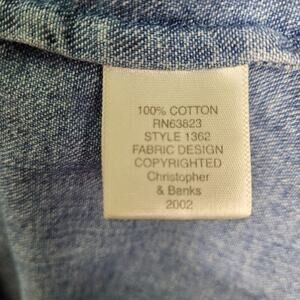 100% COTTON
RN63823
STYLE 1362
FABRIC DESIGN
COPYRIGHTED
Christopher
& Banks
2002